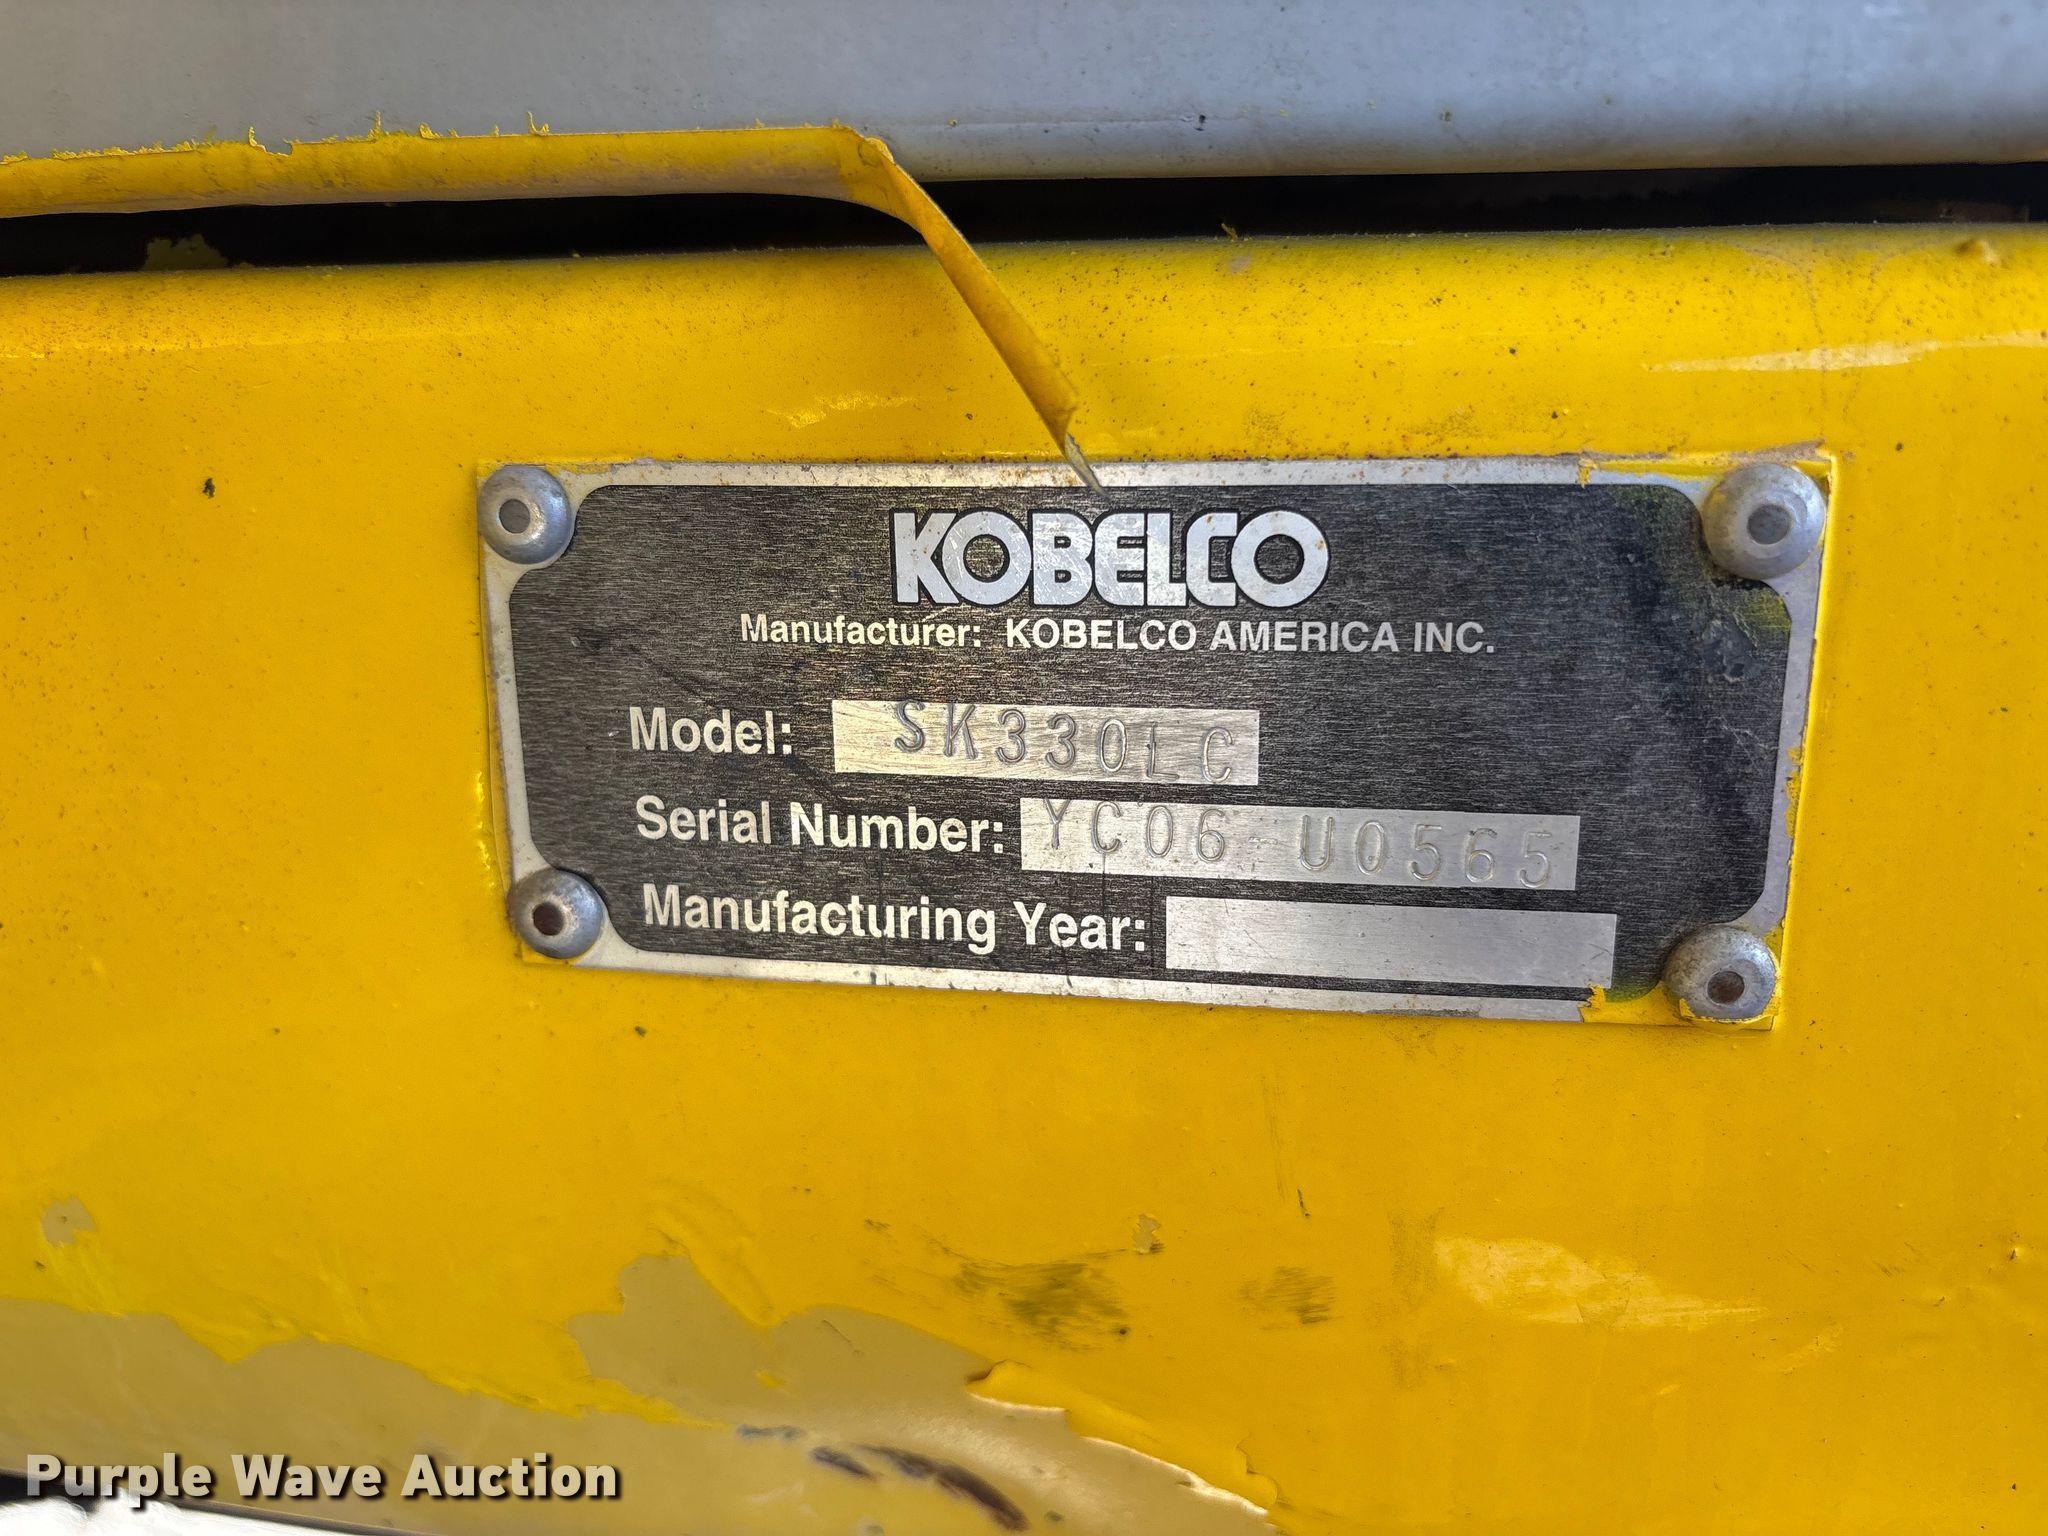 KOBELCO
Manufacturer: KOBELCO AMERICA INC.
Model: SK330LC
Serial Number: YC06-U0565
Manufacturing Year:
Purple Wave Auction